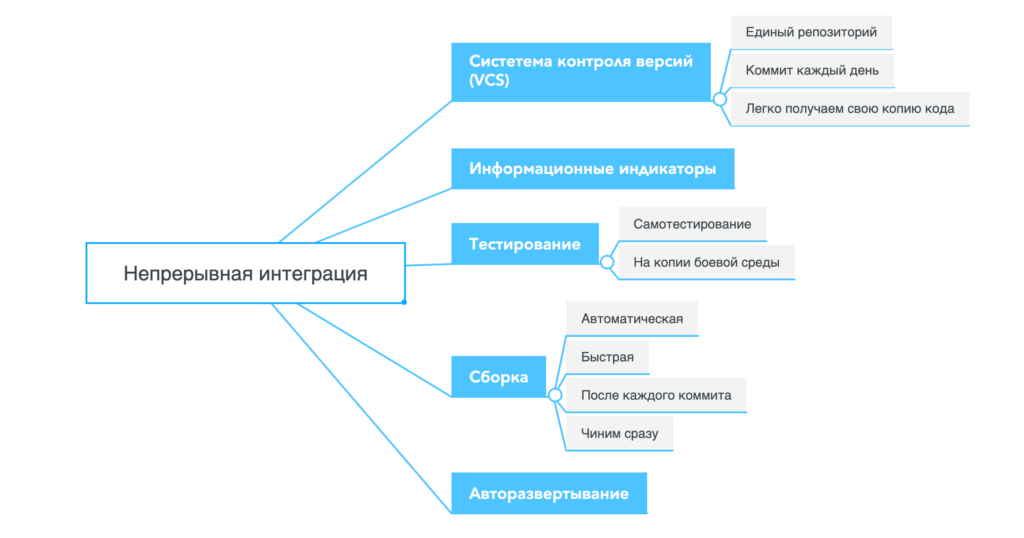 Непрерывная интеграция
Систетема контроля версий
(VCS)
Единый репозиторий
Коммит каждый день
Легко получаем свою копию кода
Информационные индикаторы
Тестирование
Самотестирование
На копии боевой среды
Сборка
Автоматическая
Быстрая
После каждого коммита
Чиним сразу
Авторазвертывание